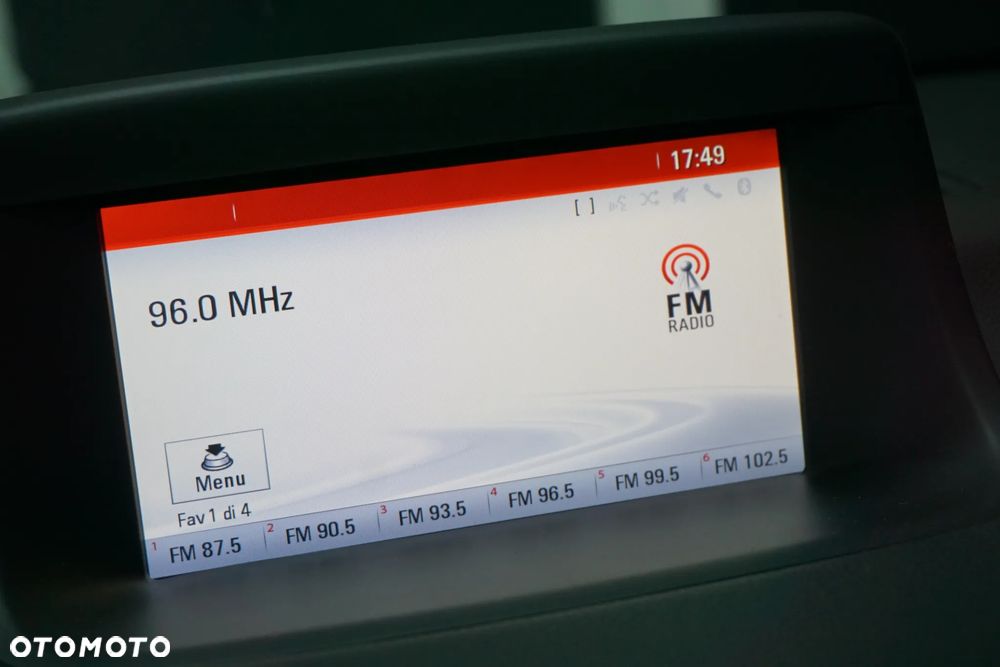 17:49
[ ]
96.0 MHz
FM
RADIO
Menu
Fav 1 di 4
1 FM 87.5 2 FM 90.5 3 FM 93.5 4 FM 96.5 5 FM 99.5 6 FM 102.5
OTOMOTO